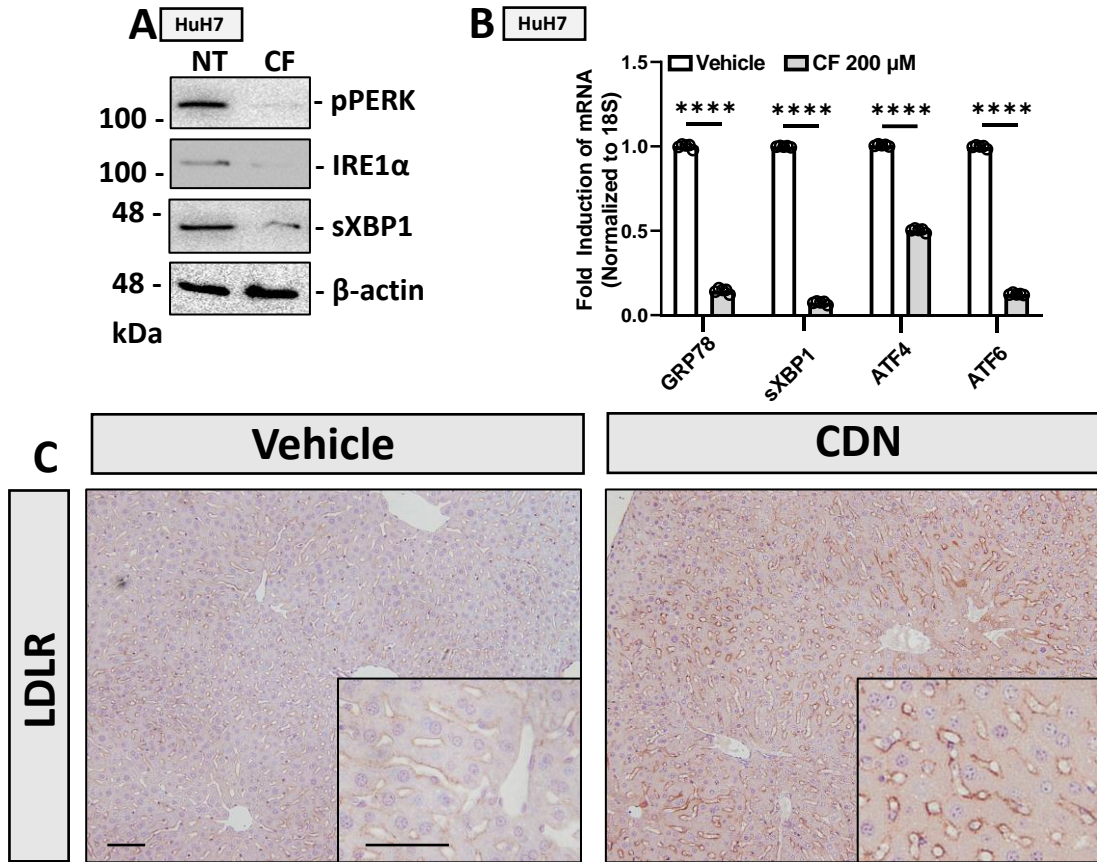 A
HuH7
NT CF
100 -
- pPERK
100 -
- IRE1α
48 -
- sXBP1
48 -
- β-actin
kDa
B
HuH7
Vehicle CF 200 µM
Fold Induction of mRNA
(Normalized to 18S)
1.5
1.0
0.5
0.0
**** **** **** ****
GRP78 sXBP1 ATF4 ATF6
C
Vehicle CDN
LDLR